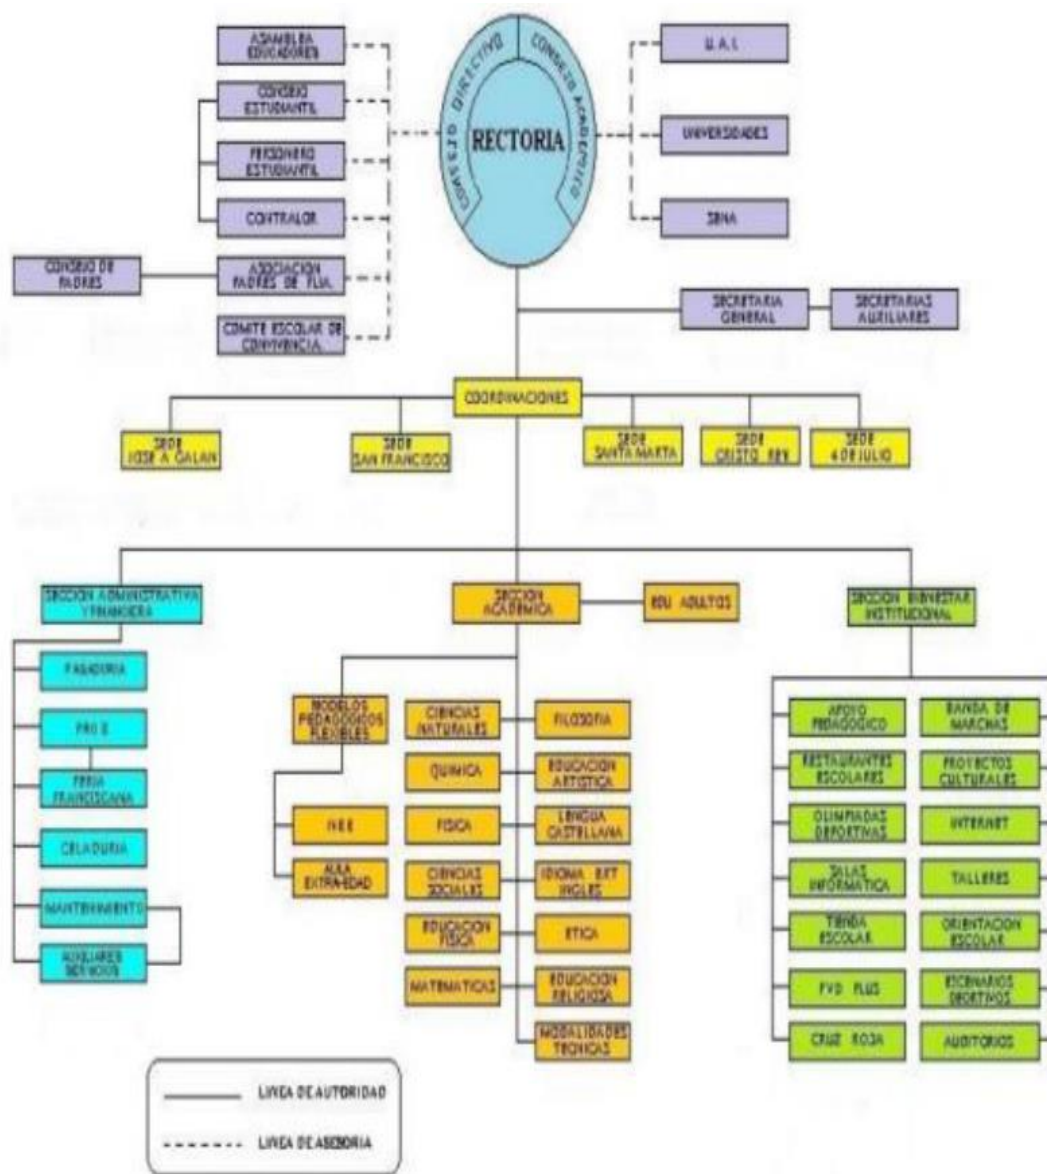 ASAMBLEA
EDUCADORES
CONSEJO
ESTUDIANTIL
PERSONERO
ESTUDIANTIL
CONTRALOR
CONSEJO DE
PADRES
ASOCIACION
PADRES DE FLIA.
COMITE ESCOLAR DE
CONVIVENCIA.
CONSEJO DIRECTIVO
CONSEJO ACADEMICO
RECTORIA
U.A.I.
UNIVERSIDADES
SENA
SECRETARIA
GENERAL
SECRETARIAS
AUXILIARES
COORDINACIONES
SEDE
JOSE A GALAN
SEDE
SAN FRANCISCO
SEDE
SANTA MARTA
SEDE
CRISTO REY
SEDE
4 DE JULIO
SECCION ADMINISTRATIVA
Y FINANCIERA
PAGADURIA
FERIA
FRANCISCANA
CELADURIA
MANTENIMIENTO
AUXILIARES
SERVICIOS
SECCION
ACADEMICA
EDU ADULTOS
MODELOS
PEDAGOGICOS
FLEXIBLES
AULA
EXTRA-EDAD
CIENCIAS
NATURALES
QUIMICA
FISICA
CIENCIAS
SOCIALES
EDUCACION
FISICA
MATEMATICAS
FILOSOFIA
EDUCACION
ARTISTICA
LENGUA
CASTELLANA
IDIOMA EXT
INGLES
ETICA
EDUCACION
RELIGIOSA
MODALIDADES
TECNICAS
SECCION BIENESTAR
INSTITUCIONAL
APOYO
PEDAGOGICO
RESTAURANTES
ESCOLARES
OLIMPIADAS
DEPORTIVAS
SALAS
INFORMATICA
TIENDA
ESCOLAR
PVD PLUS
CRUZ ROJA
BANDA DE
MARCHAS
PROYECTOS
CULTURALES
INTERNET
TALLERES
ORIENTACION
ESCOLAR
ESCENARIOS
DEPORTIVOS
AUDITORIOS
LINEA DE AUTORIDAD
LINEA DE ASESORIA